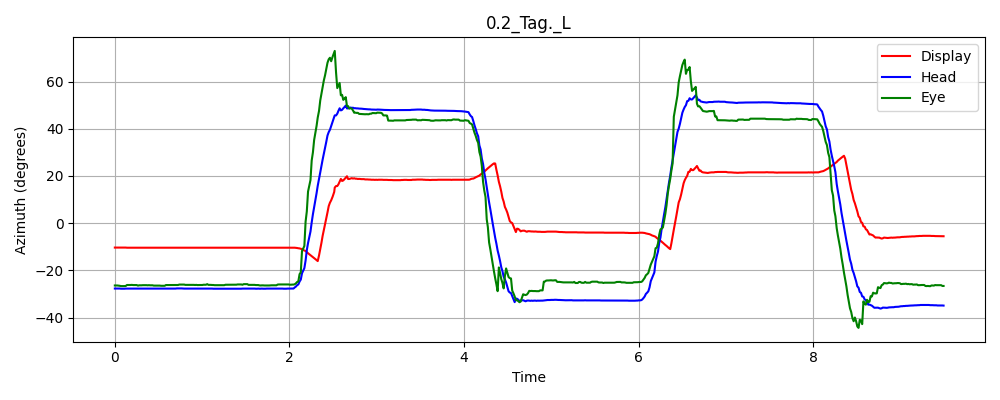 0.2_Tag._L
Azimuth (degrees)
60
40
20
0
−20
−40
0 2 4 6 8
Time
Display
Head
Eye